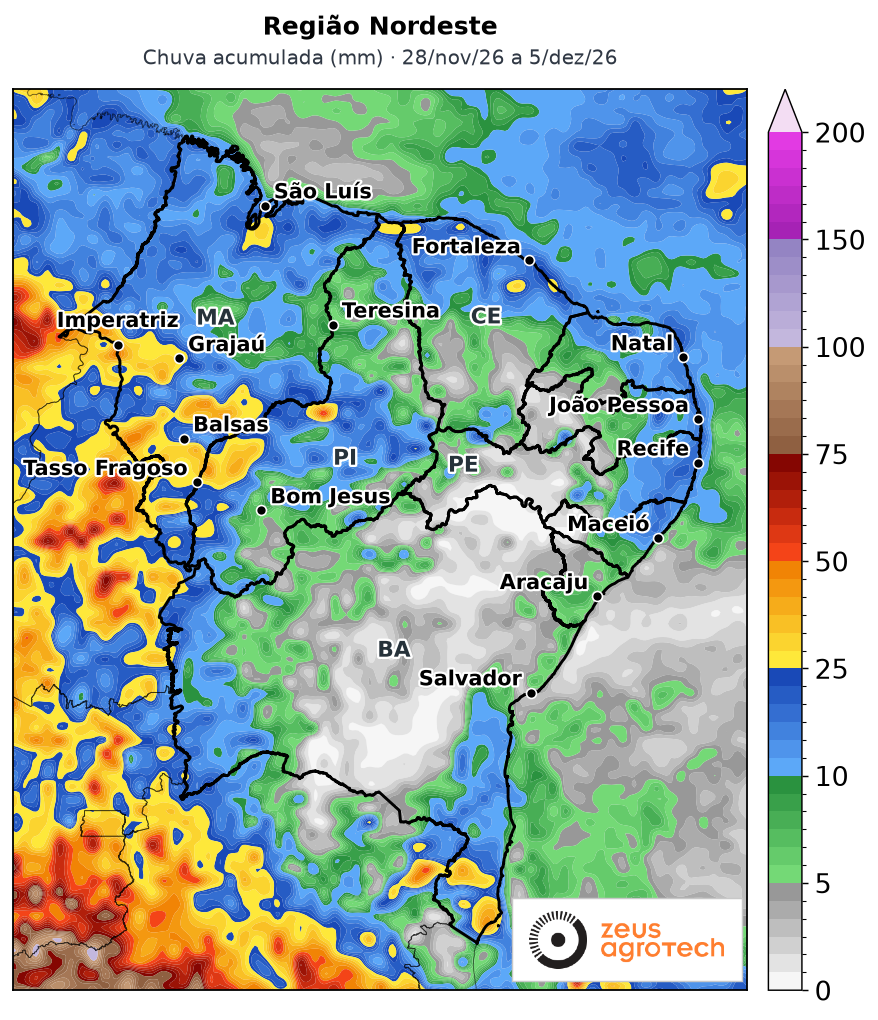 Região Nordeste
Chuva acumulada (mm) · 28/nov/26 a 5/dez/26
São Luís
Fortaleza
Teresina
Imperatriz
MA
CE
Grajaú
Natal
João Pessoa
Balsas
Recife
PI
PE
Tasso Fragoso
Bom Jesus
Maceió
Aracaju
BA
Salvador
200
150
100
75
50
25
10
5
0
zeus
agrotech